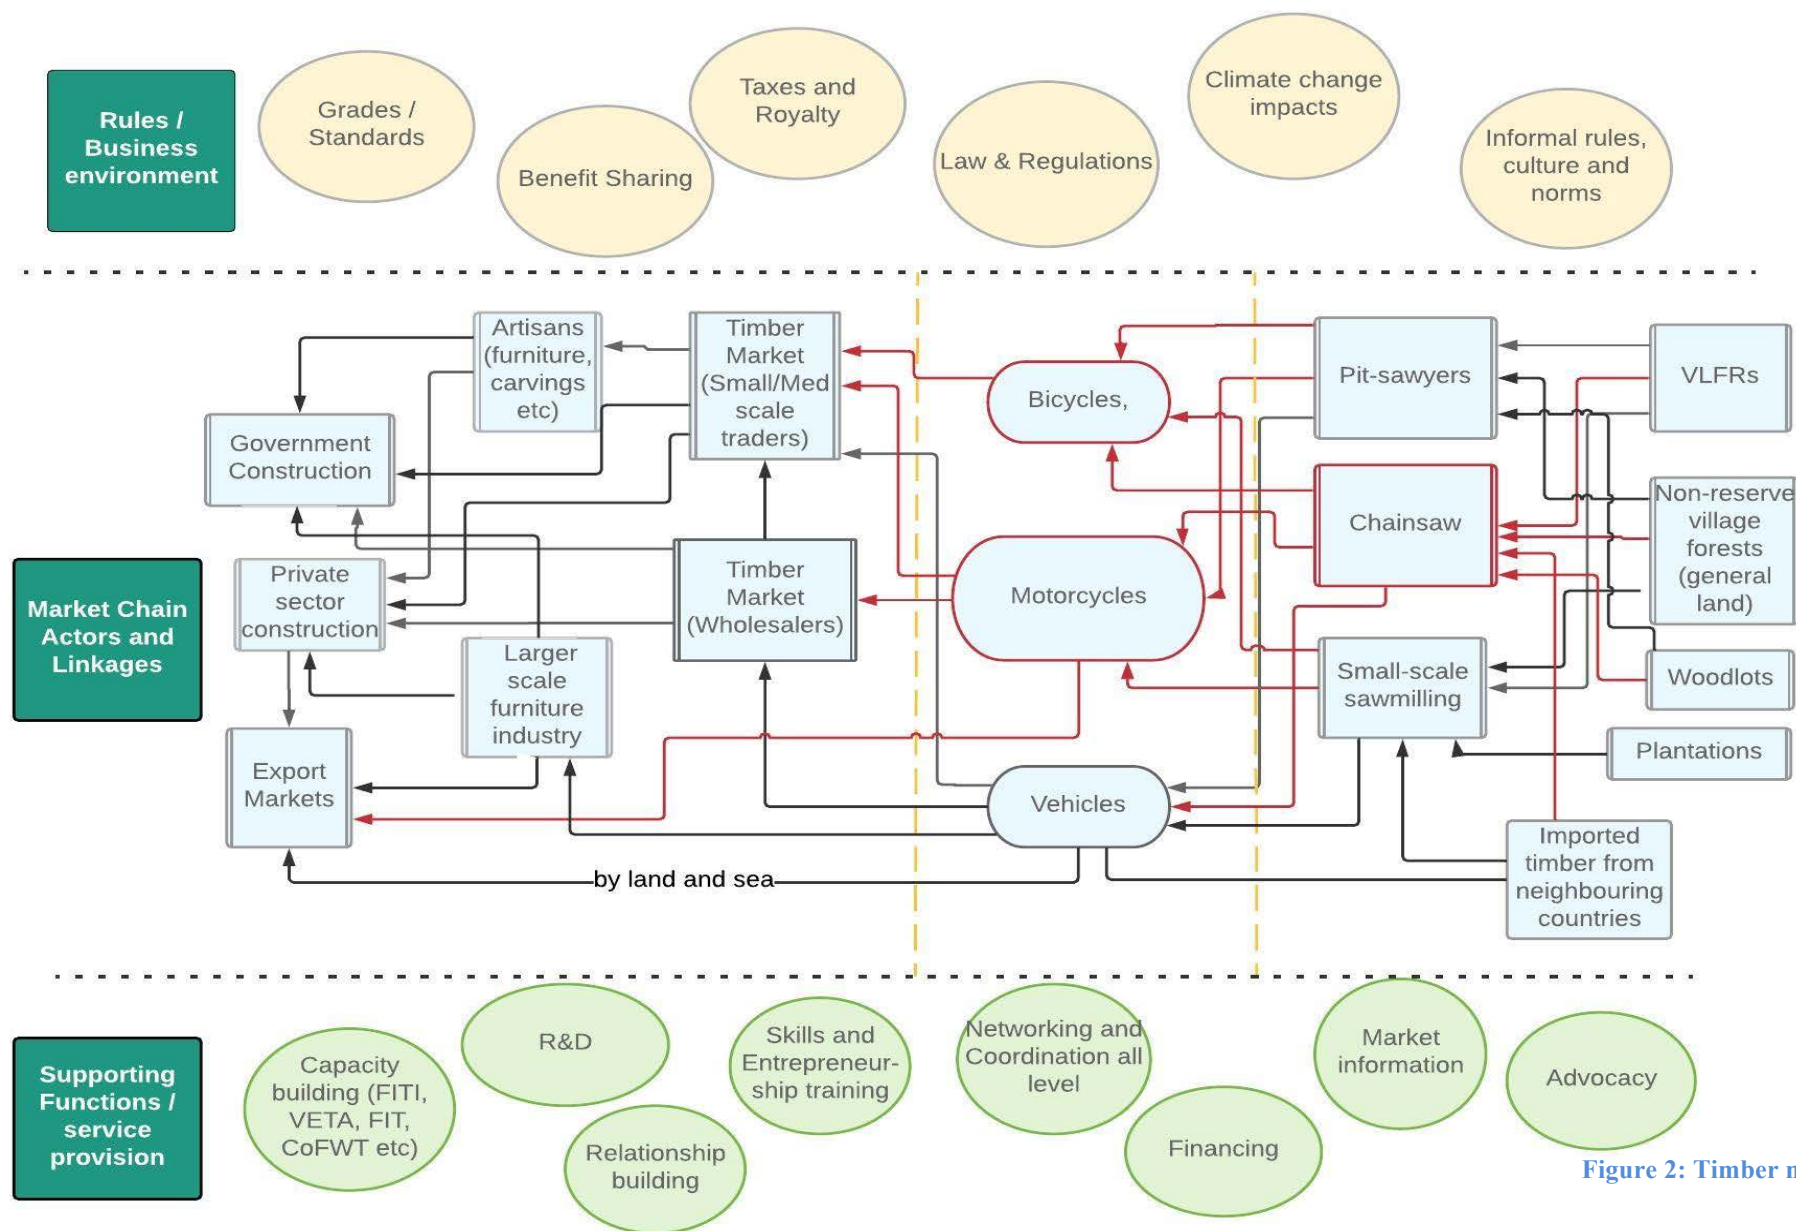 Rules /
Business
environment
Grades /
Standards
Benefit Sharing
Taxes and
Royalty
Law & Regulations
Climate change
impacts
Informal rules,
culture and
norms
Market Chain
Actors and
Linkages
Artisans
(furniture,
carvings
etc)
Timber
Market
(Small/Med
scale
traders)
Government
Construction
Private
sector
construction
Timber
Market
(Wholesalers)
Larger
scale
furniture
industry
Export
Markets
by land and sea
Bicycles,
Motorcycles
Vehicles
Pit-sawyers
Chainsaw
Small-scale
sawmilling
VLFRs
Non-reserve
village
forests
(general
land)
Woodlots
Plantations
Imported
timber from
neighbouring
countries
Supporting
Functions /
service
provision
Capacity
building (FITI,
VETA, FIT,
CoFWT etc)
R&D
Relationship
building
Skills and
Entrepreneur-
ship training
Networking and
Coordination all
level
Financing
Market
information
Advocacy
Figure 2: Timber